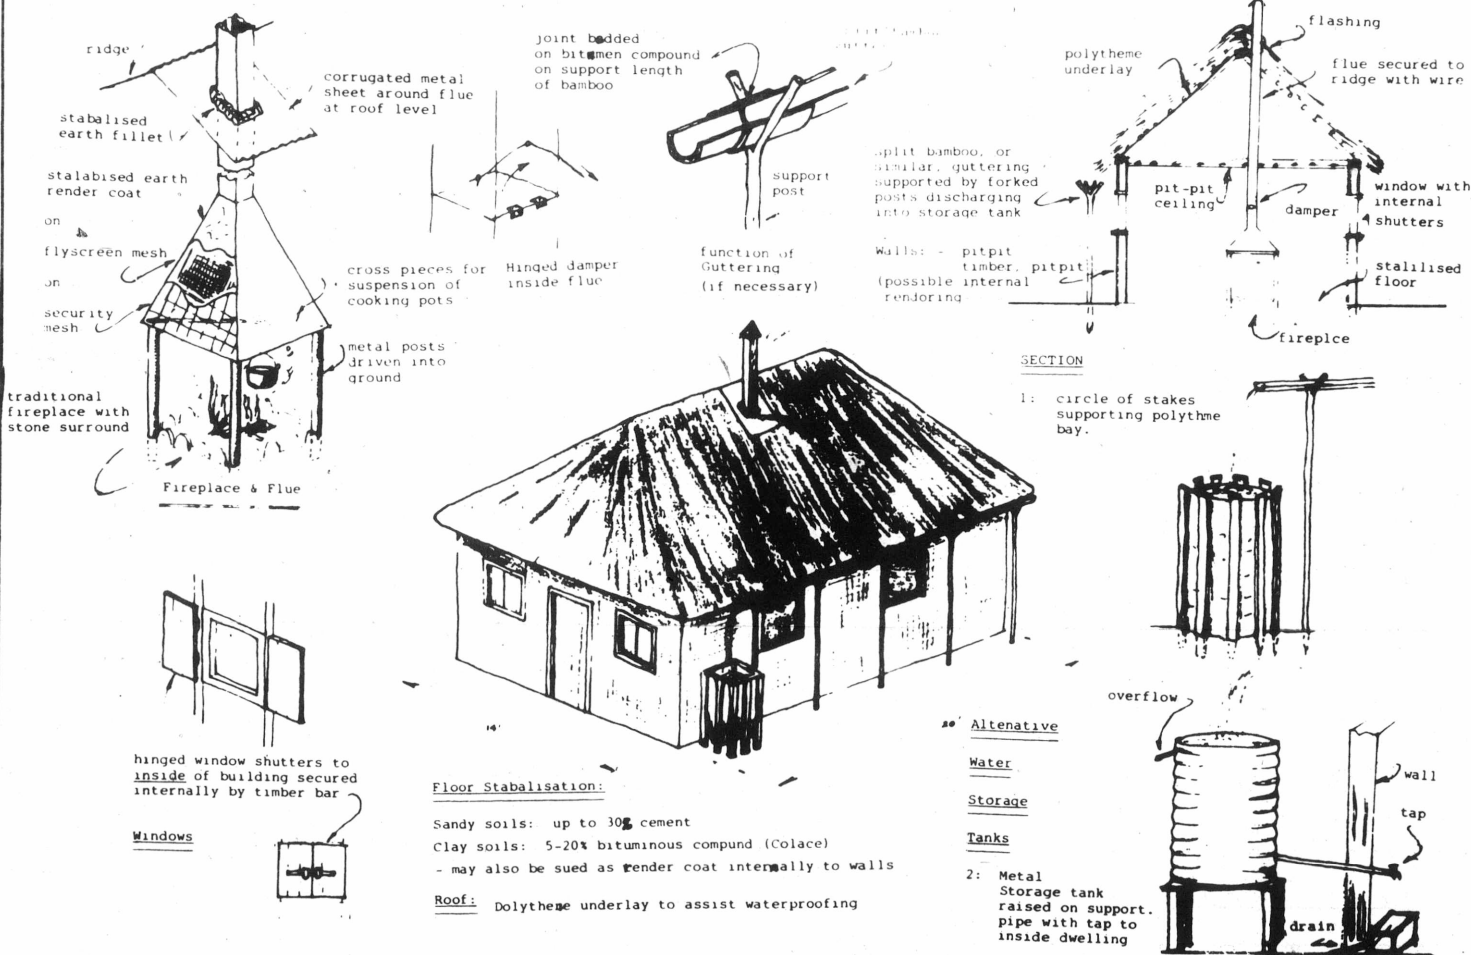 ridge
corrugated metal
sheet around flue
at roof level
stabalised
earth fillet
stalabised earth
render coat
on
flyscreen mesh
on
security
mesh
cross pieces for
suspension of
cooking pots
metal posts
driven into
ground
traditional
fireplace with
stone surround
Fireplace & Flue
joint bedded
on bitumen compound
on support length
of bamboo
Hinged damper
inside flue
support
post
function of
Guttering
(if necessary)
split bamboo, or
similar, guttering
supported by forked
posts discharging
into storage tank
Walls: - pitpit
timber, pitpit
(possible internal
rendoring
polytheme
underlay
flashing
flue secured to
ridge with wire
pit-pit
ceiling
damper
window with
internal
shutters
stalilised
floor
fireplce
SECTION
1: circle of stakes
supporting polythme
bay.
hinged window shutters to
inside of building secured
internally by timber bar
Windows
14'
20'
Floor Stabalisation:
Sandy soils: up to 30% cement
Clay soils: 5-20% bituminous compund (Colace)
- may also be sued as render coat internally to walls
Roof: Dolythene underlay to assist waterproofing
Altenative
Water
Storage
Tanks
2: Metal
Storage tank
raised on support.
pipe with tap to
inside dwelling
overflow
wall
tap
drain